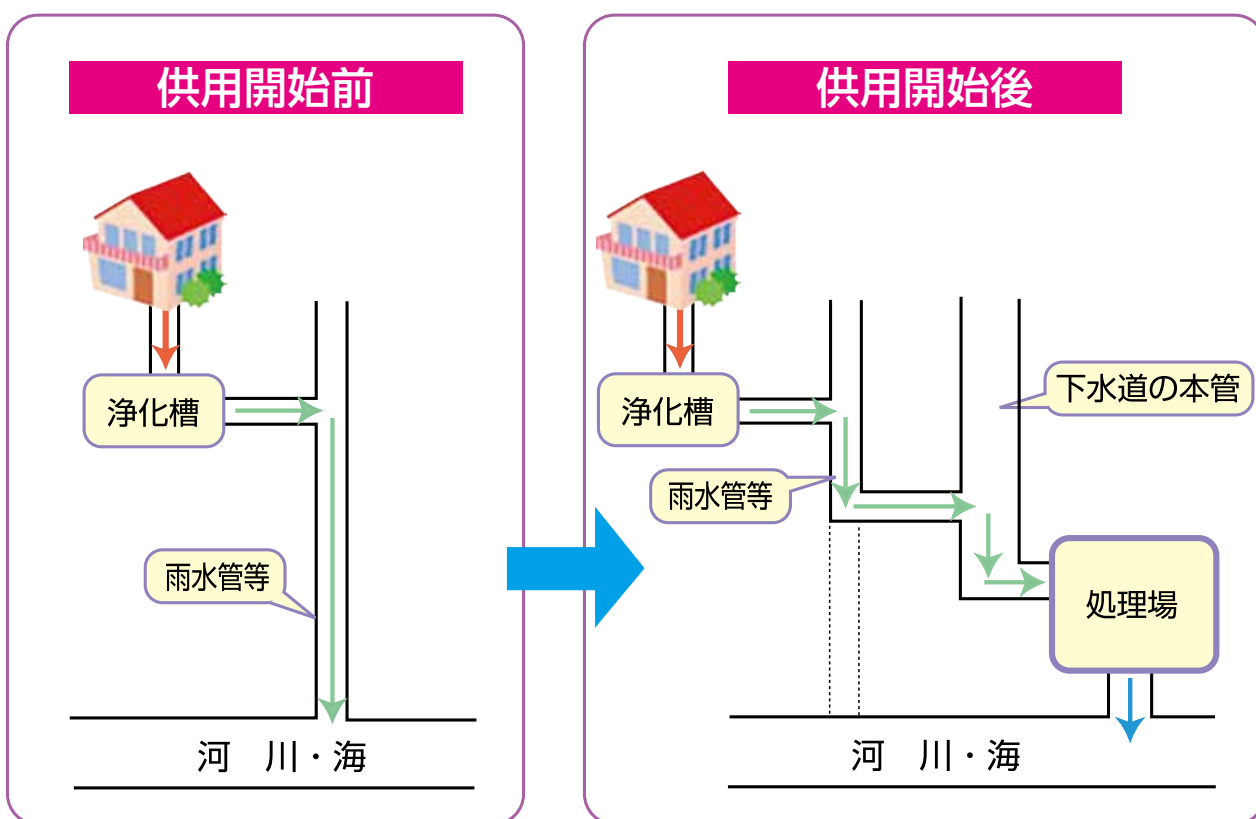 供用開始前
浄化槽
雨水管等
河　川・海
供用開始後
下水道の本管
浄化槽
雨水管等
処理場
河　川・海